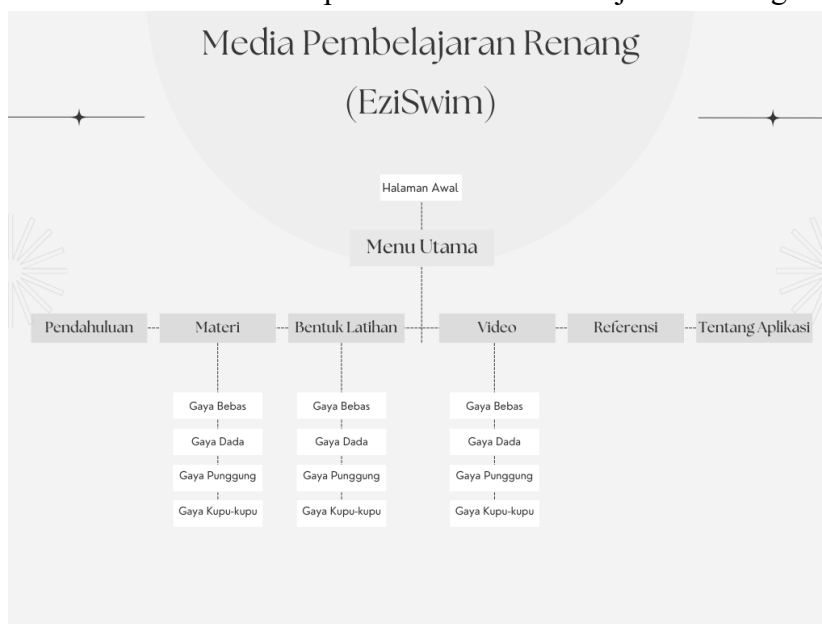 Media Pembelajaran Renang
(EziSwim)
Halaman Awal
Menu Utama
Pendahuluan
Materi
Bentuk Latihan
Video
Referensi
Tentang Aplikasi
Gaya Bebas
Gaya Dada
Gaya Punggung
Gaya Kupu-kupu
Gaya Bebas
Gaya Dada
Gaya Punggung
Gaya Kupu-kupu
Gaya Bebas
Gaya Dada
Gaya Punggung
Gaya Kupu-kupu